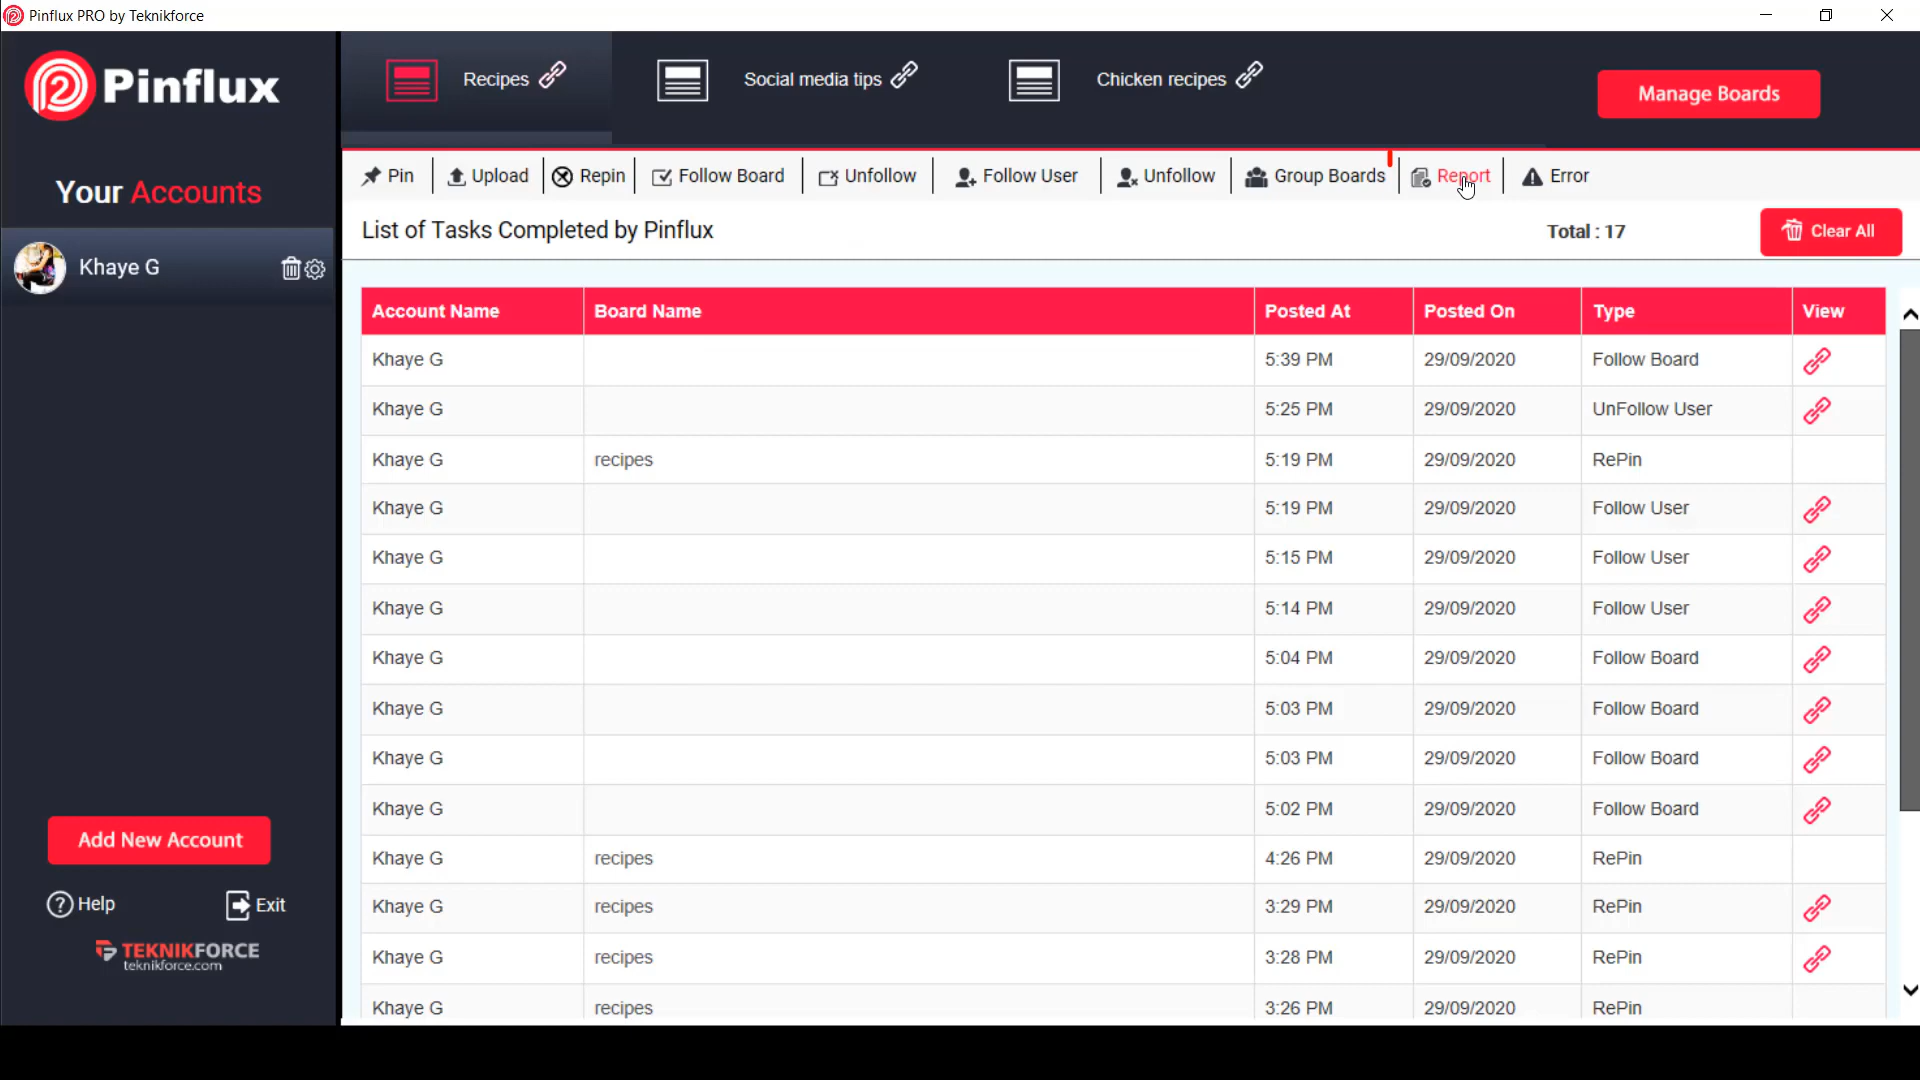 Pinflux PRO by Teknikforce
Pinflux
Recipes
Social media tips
Chicken recipes
Manage Boards
Your Accounts
Pin
Upload
Repin
Follow Board
Unfollow
Follow User
Unfollow
Group Boards
Report
Error
List of Tasks Completed by Pinflux
Total : 17
Clear All
Khaye G
Account Name Board Name Posted At Posted On Type View
Khaye G 5:39 PM 29/09/2020 Follow Board
Khaye G 5:25 PM 29/09/2020 UnFollow User
Khaye G recipes 5:19 PM 29/09/2020 RePin
Khaye G 5:19 PM 29/09/2020 Follow User
Khaye G 5:15 PM 29/09/2020 Follow User
Khaye G 5:14 PM 29/09/2020 Follow User
Khaye G 5:04 PM 29/09/2020 Follow Board
Khaye G 5:03 PM 29/09/2020 Follow Board
Khaye G 5:03 PM 29/09/2020 Follow Board
Khaye G 5:02 PM 29/09/2020 Follow Board
Khaye G recipes 4:26 PM 29/09/2020 RePin
Khaye G recipes 3:29 PM 29/09/2020 RePin
Khaye G recipes 3:28 PM 29/09/2020 RePin
Khaye G recipes 3:26 PM 29/09/2020 RePin
Add New Account
Help
Exit
TEKNIKFORCE
teknikforce.com